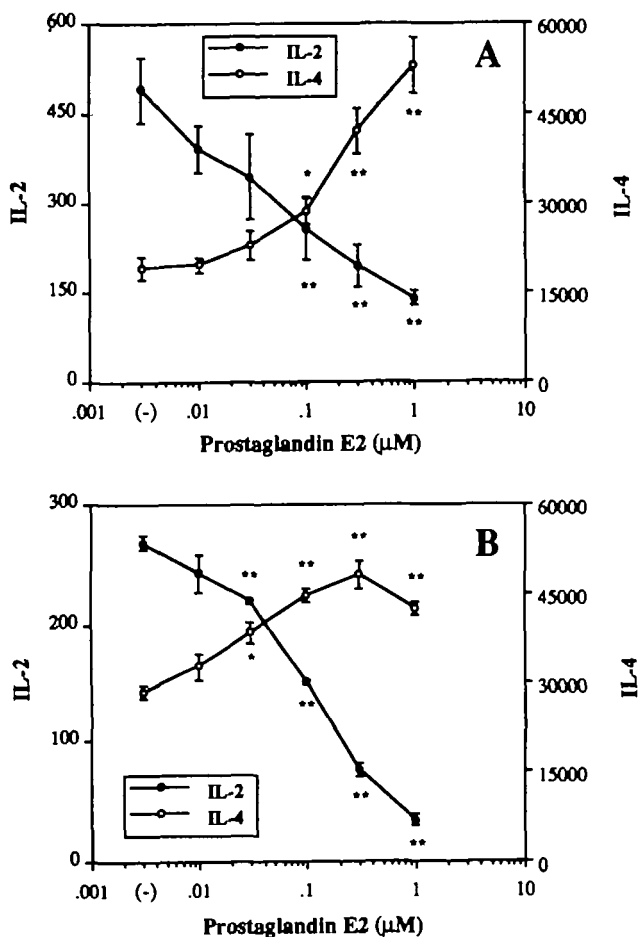 A
IL-2
IL-4
600
450
300
150
0
IL-2
60000
45000
30000
15000
0
IL-4
*
**
**
**
**
**
.001 (-) .01 .1 1 10
Prostaglandin E2 (μM)
B
IL-2
IL-4
300
200
100
0
IL-2
60000
45000
30000
15000
0
IL-4
**
**
**
**
*
**
**
**
.001 (-) .01 .1 1 10
Prostaglandin E2 (μM)